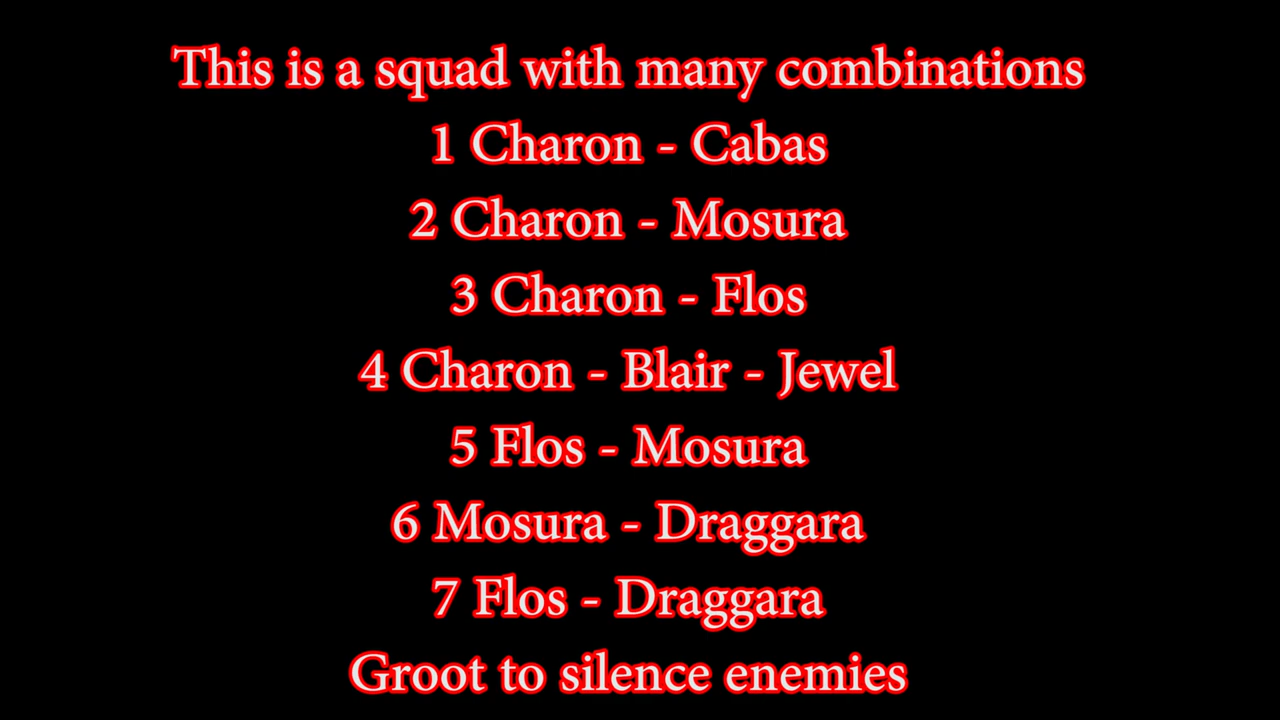 This is a squad with many combinations
1 Charon - Cabas
2 Charon - Mosura
3 Charon - Flos
4 Charon - Blair - Jewel
5 Flos - Mosura
6 Mosura - Draggara
7 Flos - Draggara
Groot to silence enemies